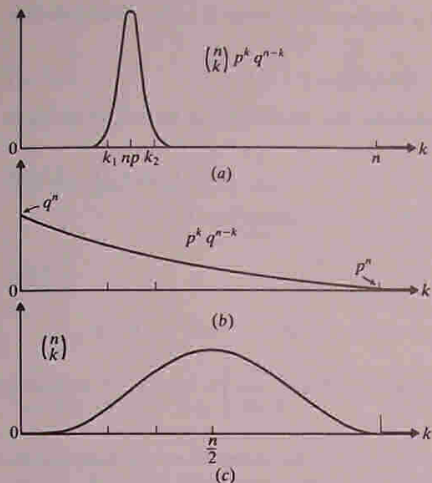 (n k) p^k q^{n-k}
0
k₁ np k₂ n k
(a)
q^n
p^k q^{n-k}
p^n
0 k
(b)
(n k)
0 n/2 k
(c)